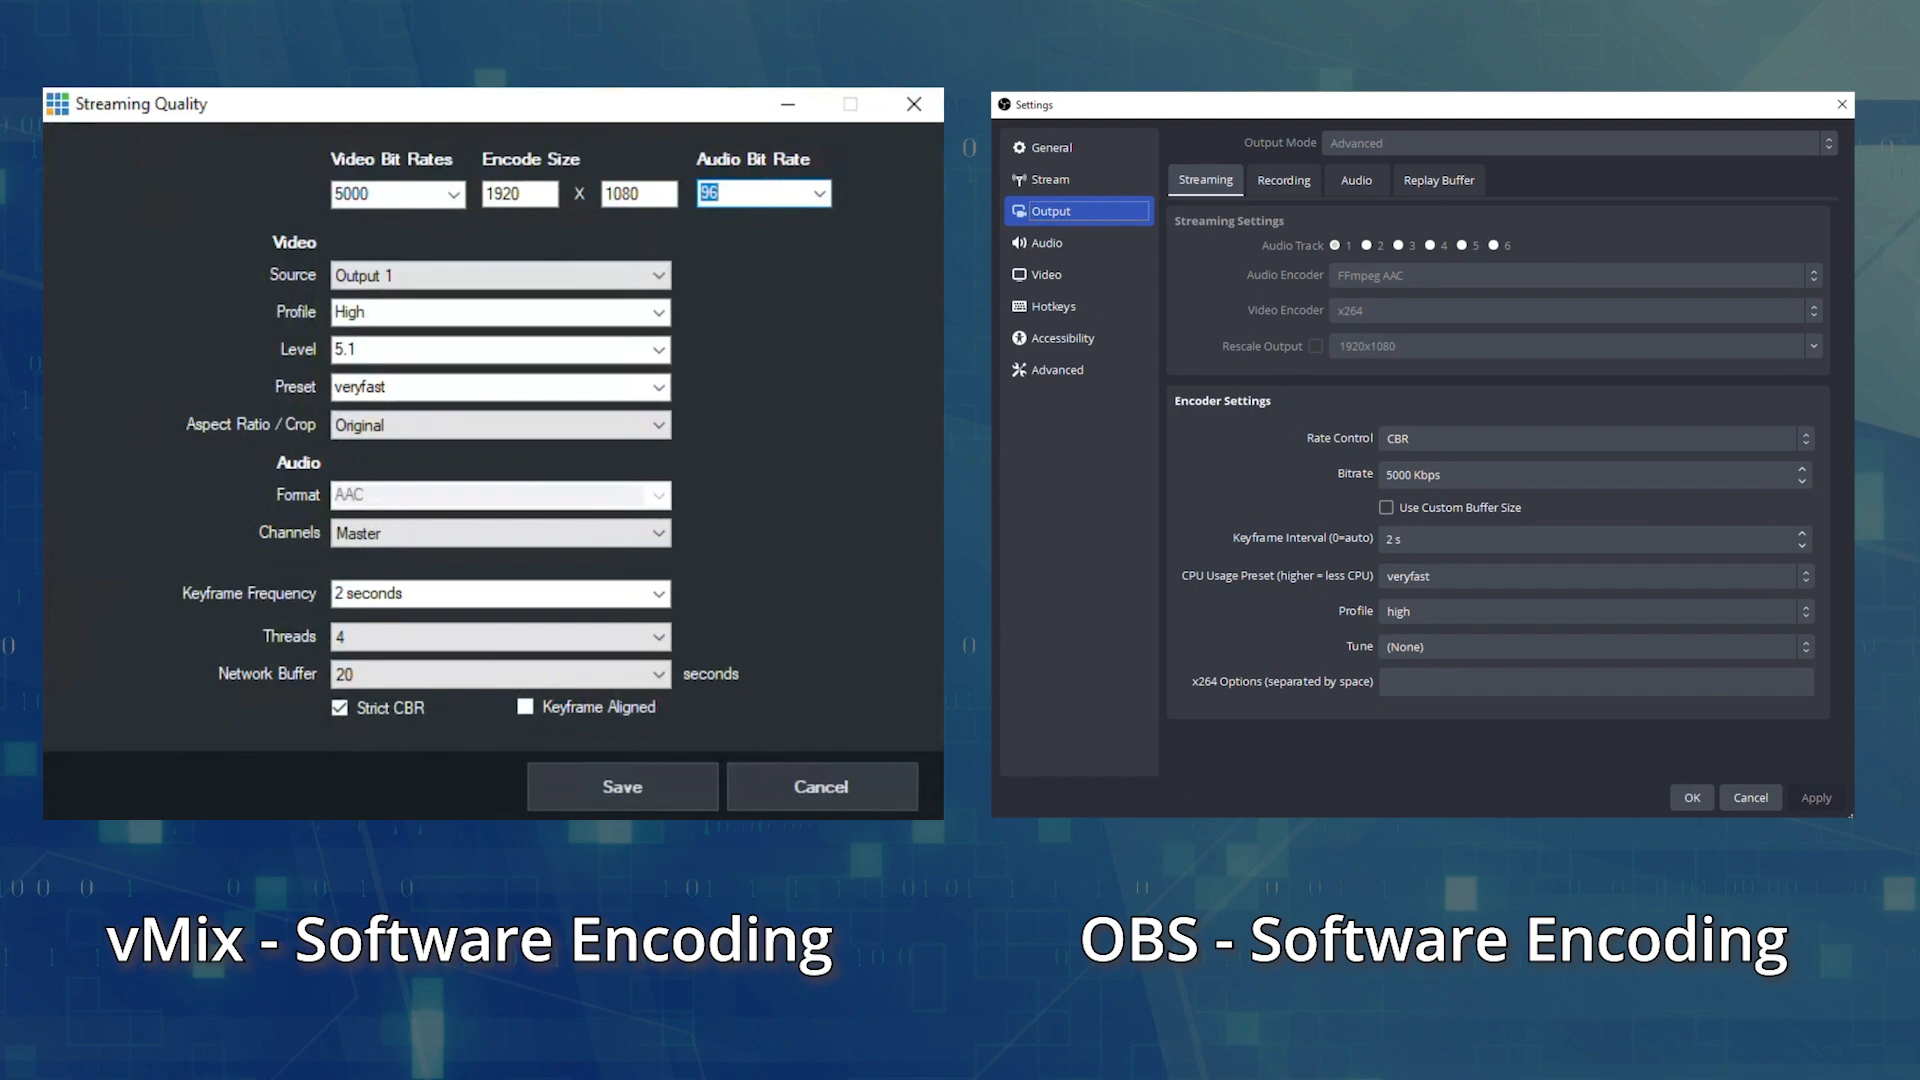 Streaming Quality
Video Bit Rates Encode Size Audio Bit Rate
5000 1920 X 1080 96
Video
Source Output 1
Profile High
Level 5.1
Preset veryfast
Aspect Ratio / Crop Original
Audio
Format AAC
Channels Master
Keyframe Frequency 2 seconds
Threads 4
Network Buffer 20 seconds
Strict CBR Keyframe Aligned
Save Cancel
Settings
General
Stream
Output
Audio
Video
Hotkeys
Accessibility
Advanced
Output Mode Advanced
Streaming Recording Audio Replay Buffer
Streaming Settings
Audio Track 1 2 3 4 5 6
Audio Encoder FFmpeg AAC
Video Encoder x264
Rescale Output 1920x1080
Encoder Settings
Rate Control CBR
Bitrate 5000 Kbps
Use Custom Buffer Size
Keyframe Interval (0=auto) 2 s
CPU Usage Preset (higher = less CPU) veryfast
Profile high
Tune (None)
x264 Options (separated by space)
OK Cancel Apply
vMix - Software Encoding
OBS - Software Encoding